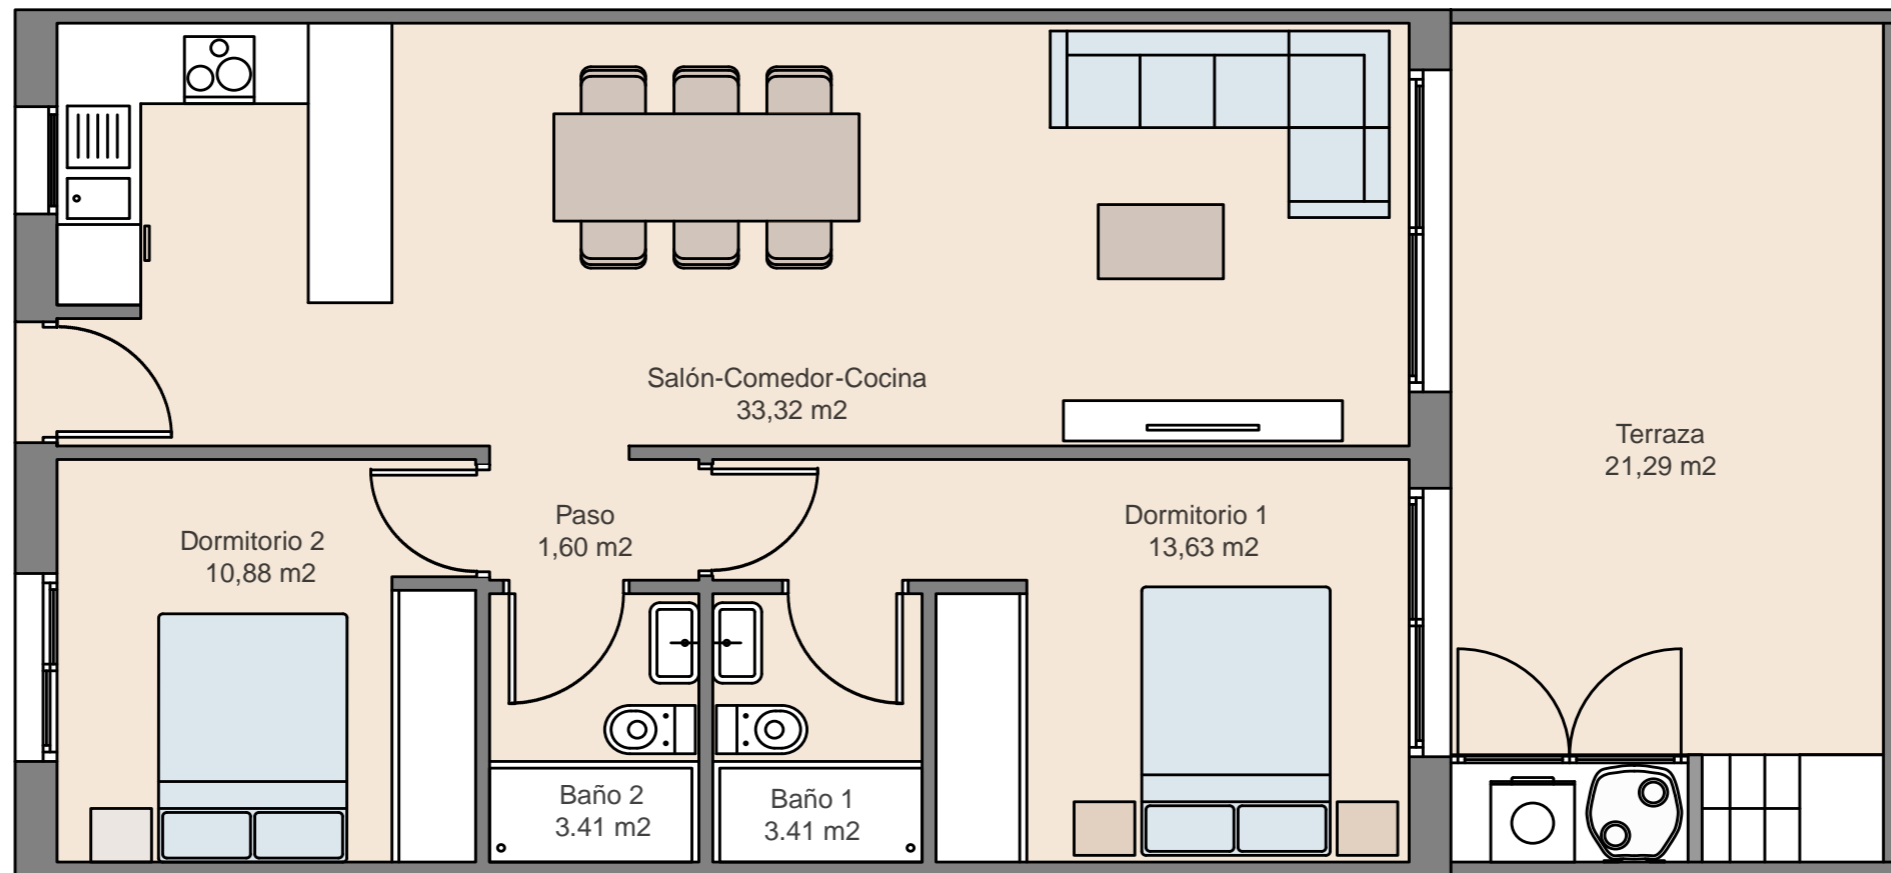 Salón-Comedor-Cocina
33,32 m2
Terraza
21,29 m2
Dormitorio 2
10,88 m2
Paso
1,60 m2
Dormitorio 1
13,63 m2
Baño 2
3.41 m2
Baño 1
3.41 m2